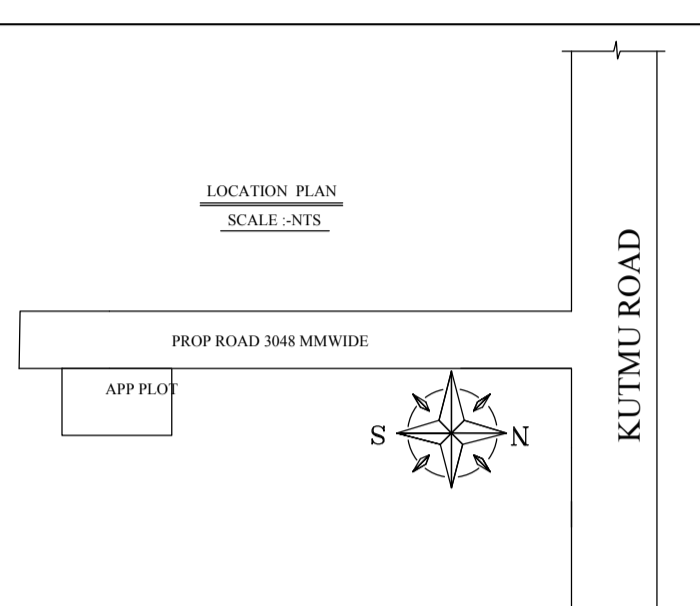 LOCATION PLAN
SCALE :-NTS
PROP ROAD 3048 MMWIDE
APP PLOT
S
N
KUTMU ROAD